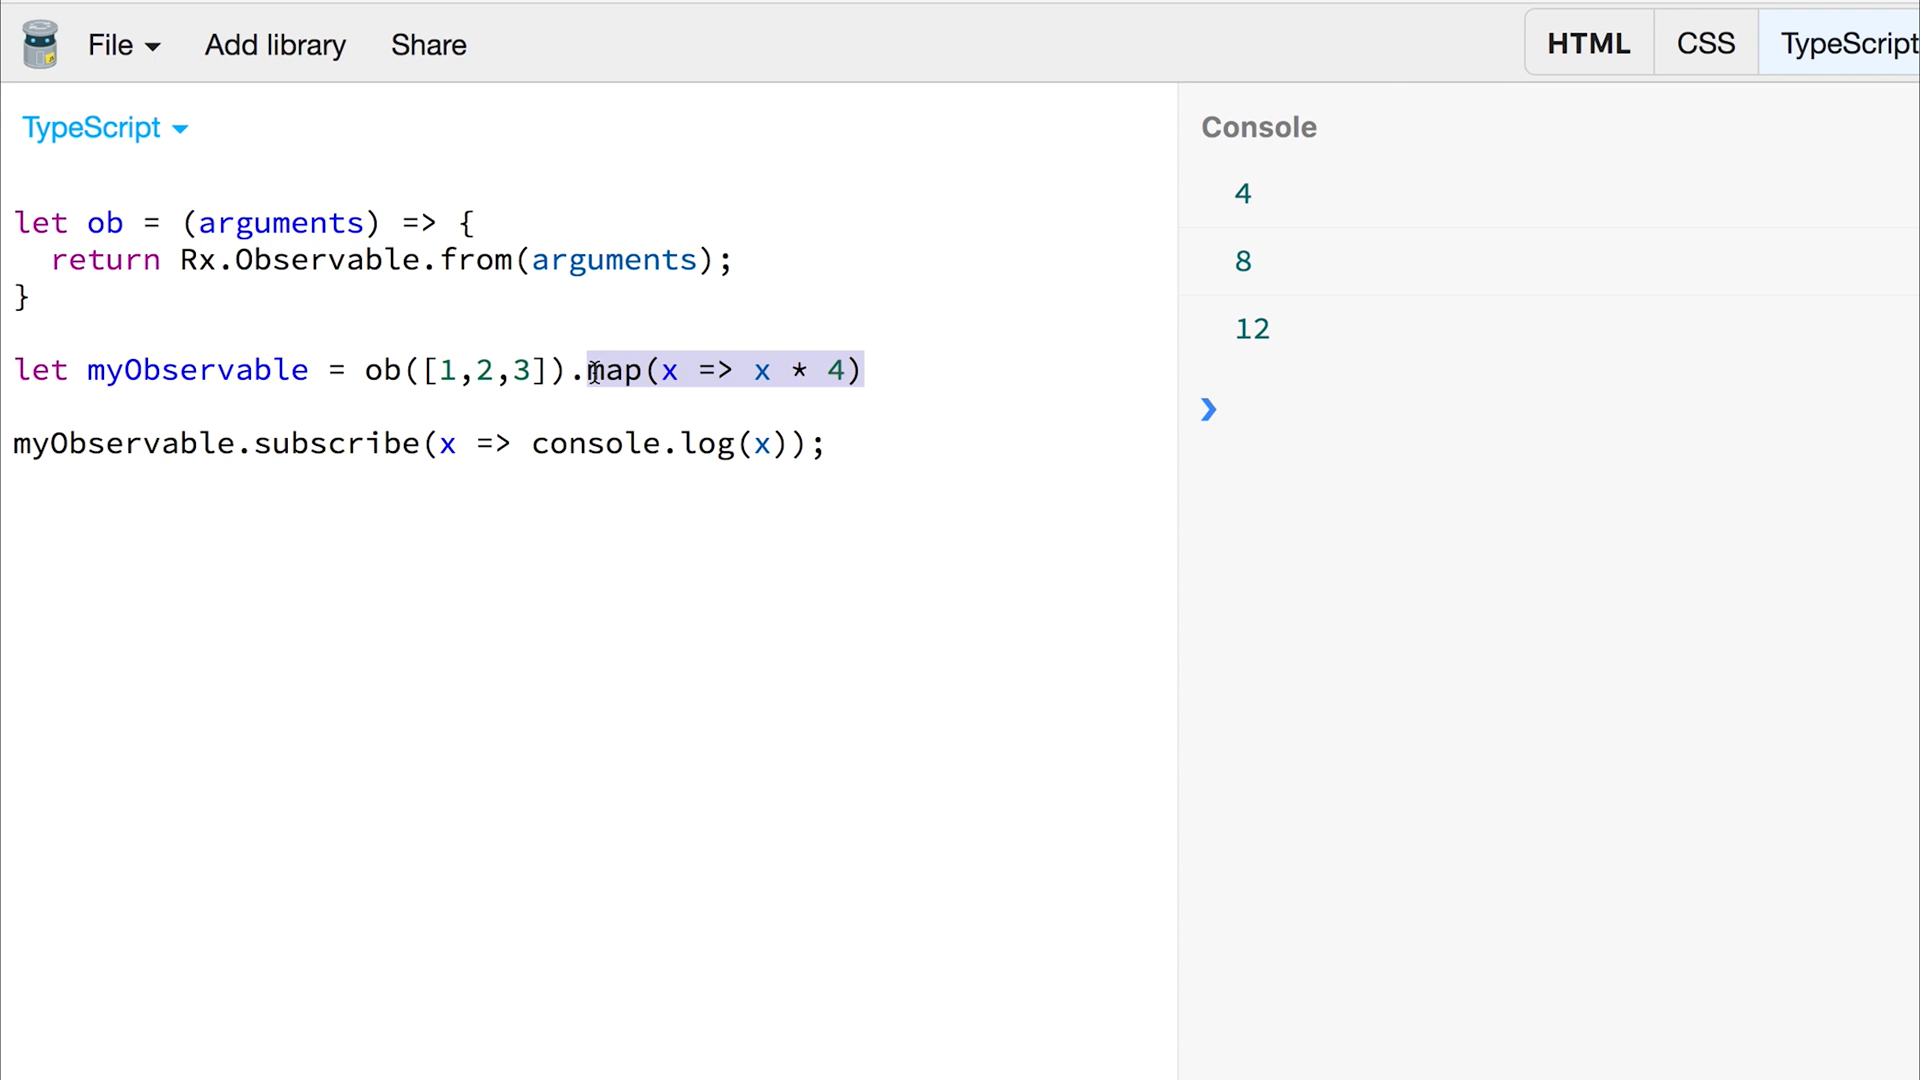 File Add library Share HTML CSS TypeScript
TypeScript
Console
let ob = (arguments) => {
return Rx.Observable.from(arguments);
}
let myObservable = ob([1,2,3]).map(x => x * 4)
myObservable.subscribe(x => console.log(x));
4
8
12